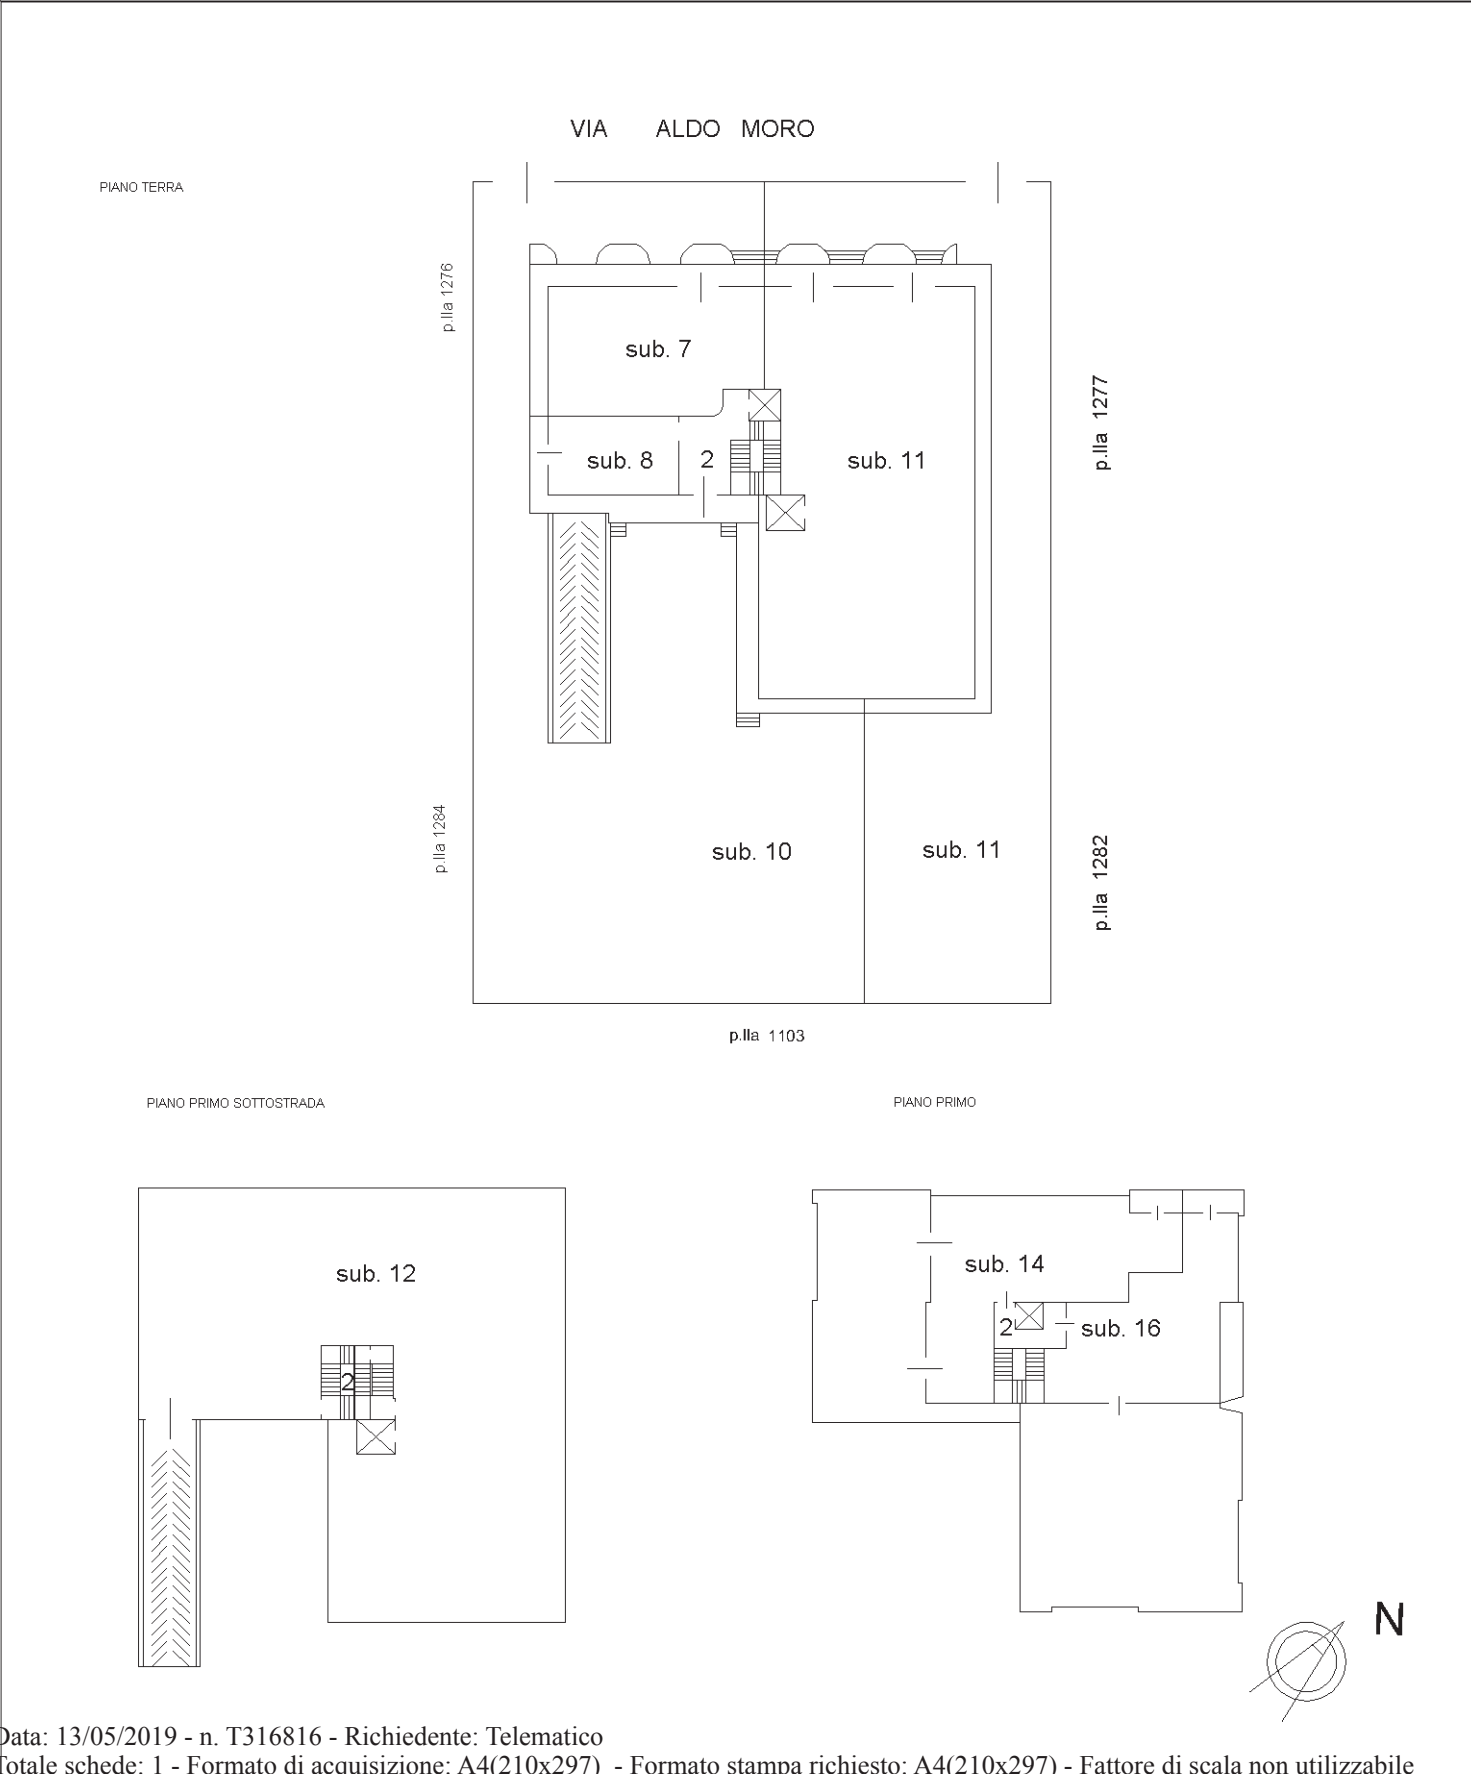 VIA ALDO MORO
PIANO TERRA
p.lla 1276
sub. 7
p.lla 1277
sub. 8
2
sub. 11
p.lla 1284
sub. 10
sub. 11
p.lla 1282
p.lla 1103
PIANO PRIMO SOTTOSTRADA
PIANO PRIMO
sub. 12
2
sub. 14
2
sub. 16
N
Data: 13/05/2019 - n. T316816 - Richiedente: Telematico
Totale schede: 1 - Formato di acquisizione: A4(210x297) - Formato stampa richiesto: A4(210x297) - Fattore di scala non utilizzabile